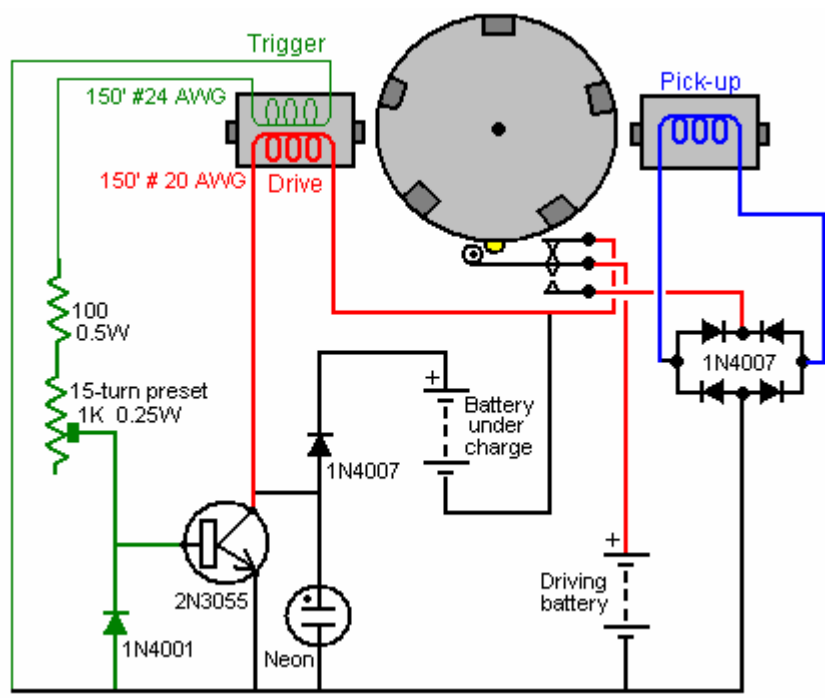 Trigger
150' #24 AWG
Pick-up
150' # 20 AWG
Drive
100
0.5W
1N4007
15-turn preset
1K 0.25W
+
Battery
under
charge
1N4007
+
2N3055
Driving
battery
1N4001
Neon